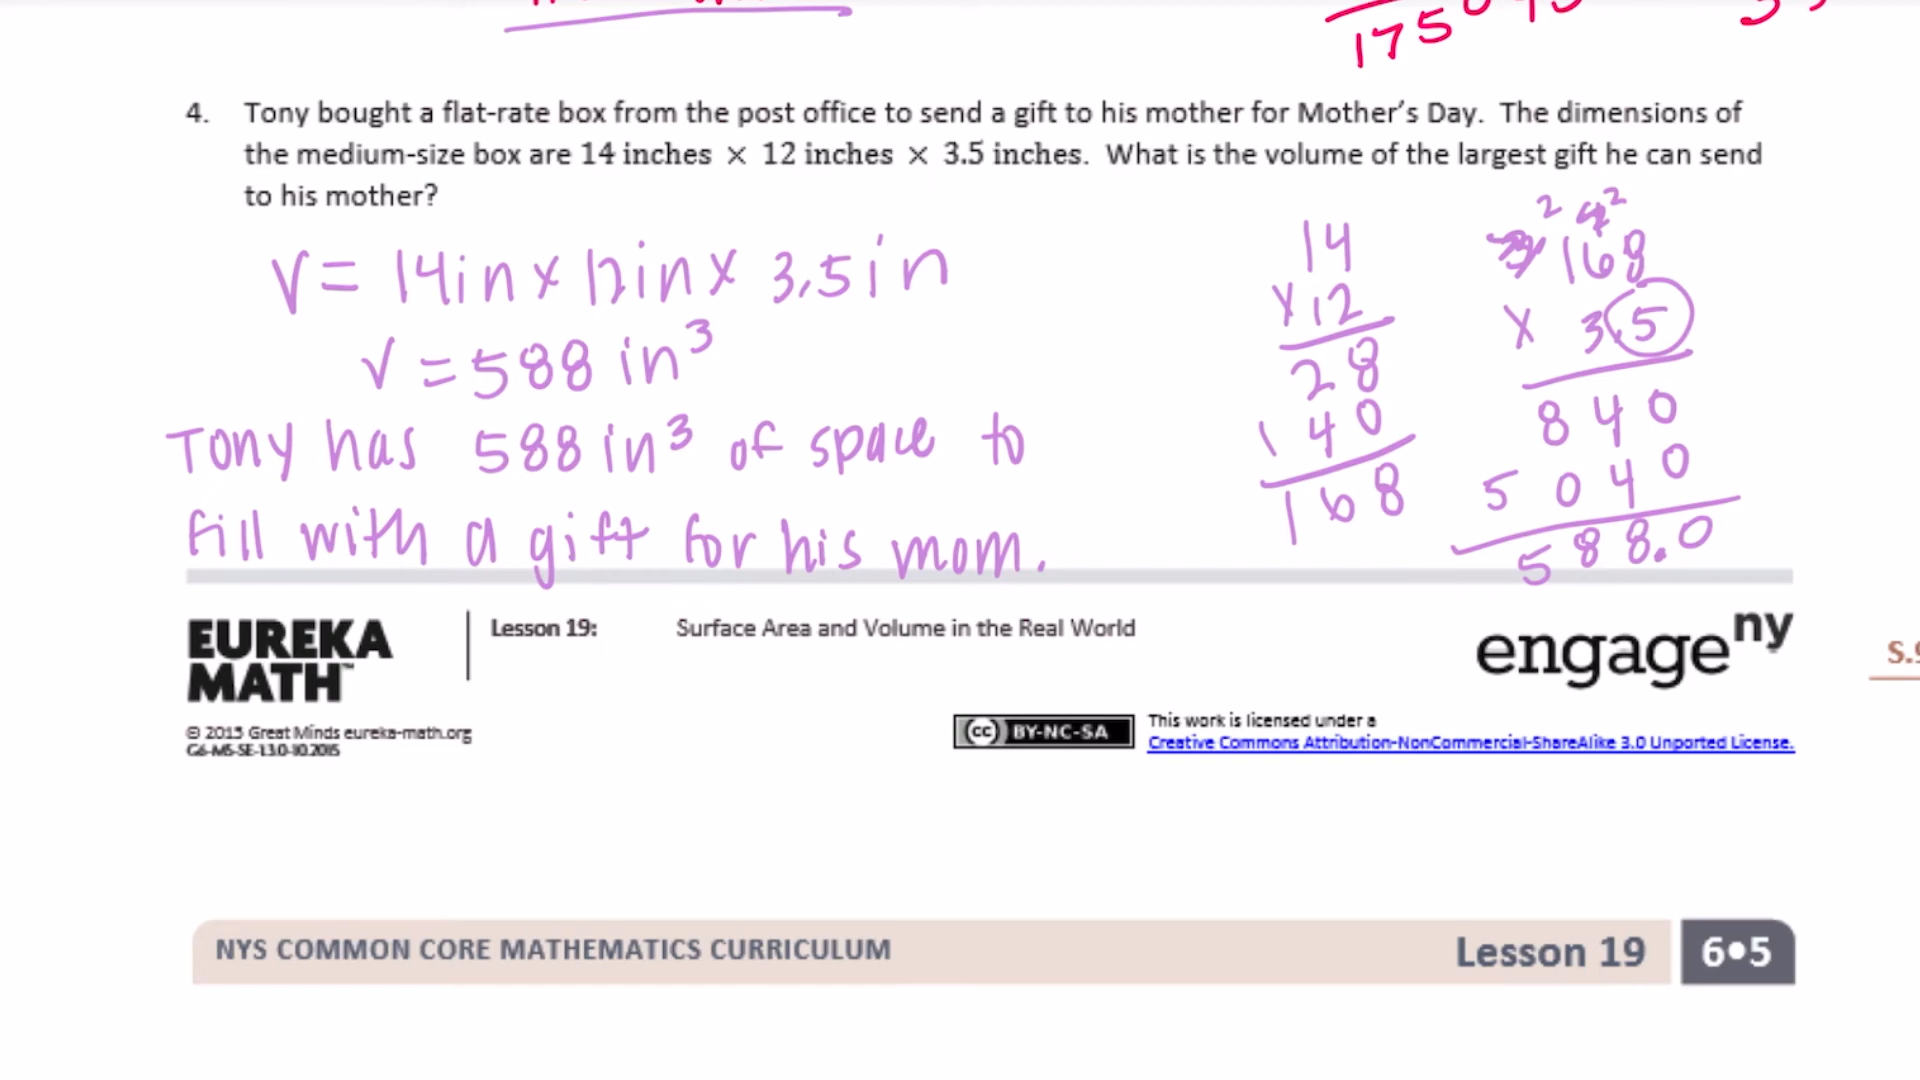 175
4. Tony bought a flat-rate box from the post office to send a gift to his mother for Mother's Day. The dimensions of
the medium-size box are 14 inches × 12 inches × 3.5 inches. What is the volume of the largest gift he can send
to his mother?
V = 14in x 12in x 3.5in
V = 588 in³
Tony has 588 in³ of space to
fill with a gift for his mom.
14
x 12
28
140
168
2 4 2
168
x 3.5
840
5040
588.0
EUREKA
MATH™
Lesson 19: Surface Area and Volume in the Real World
engage ny
S.
© 2015 Great Minds eureka-math.org
G6-M5-SE-1.3.0-10.2015
cc BY-NC-SA
This work is licensed under a
Creative Commons Attribution-NonCommercial-ShareAlike 3.0 Unported License.
NYS COMMON CORE MATHEMATICS CURRICULUM
Lesson 19 6•5